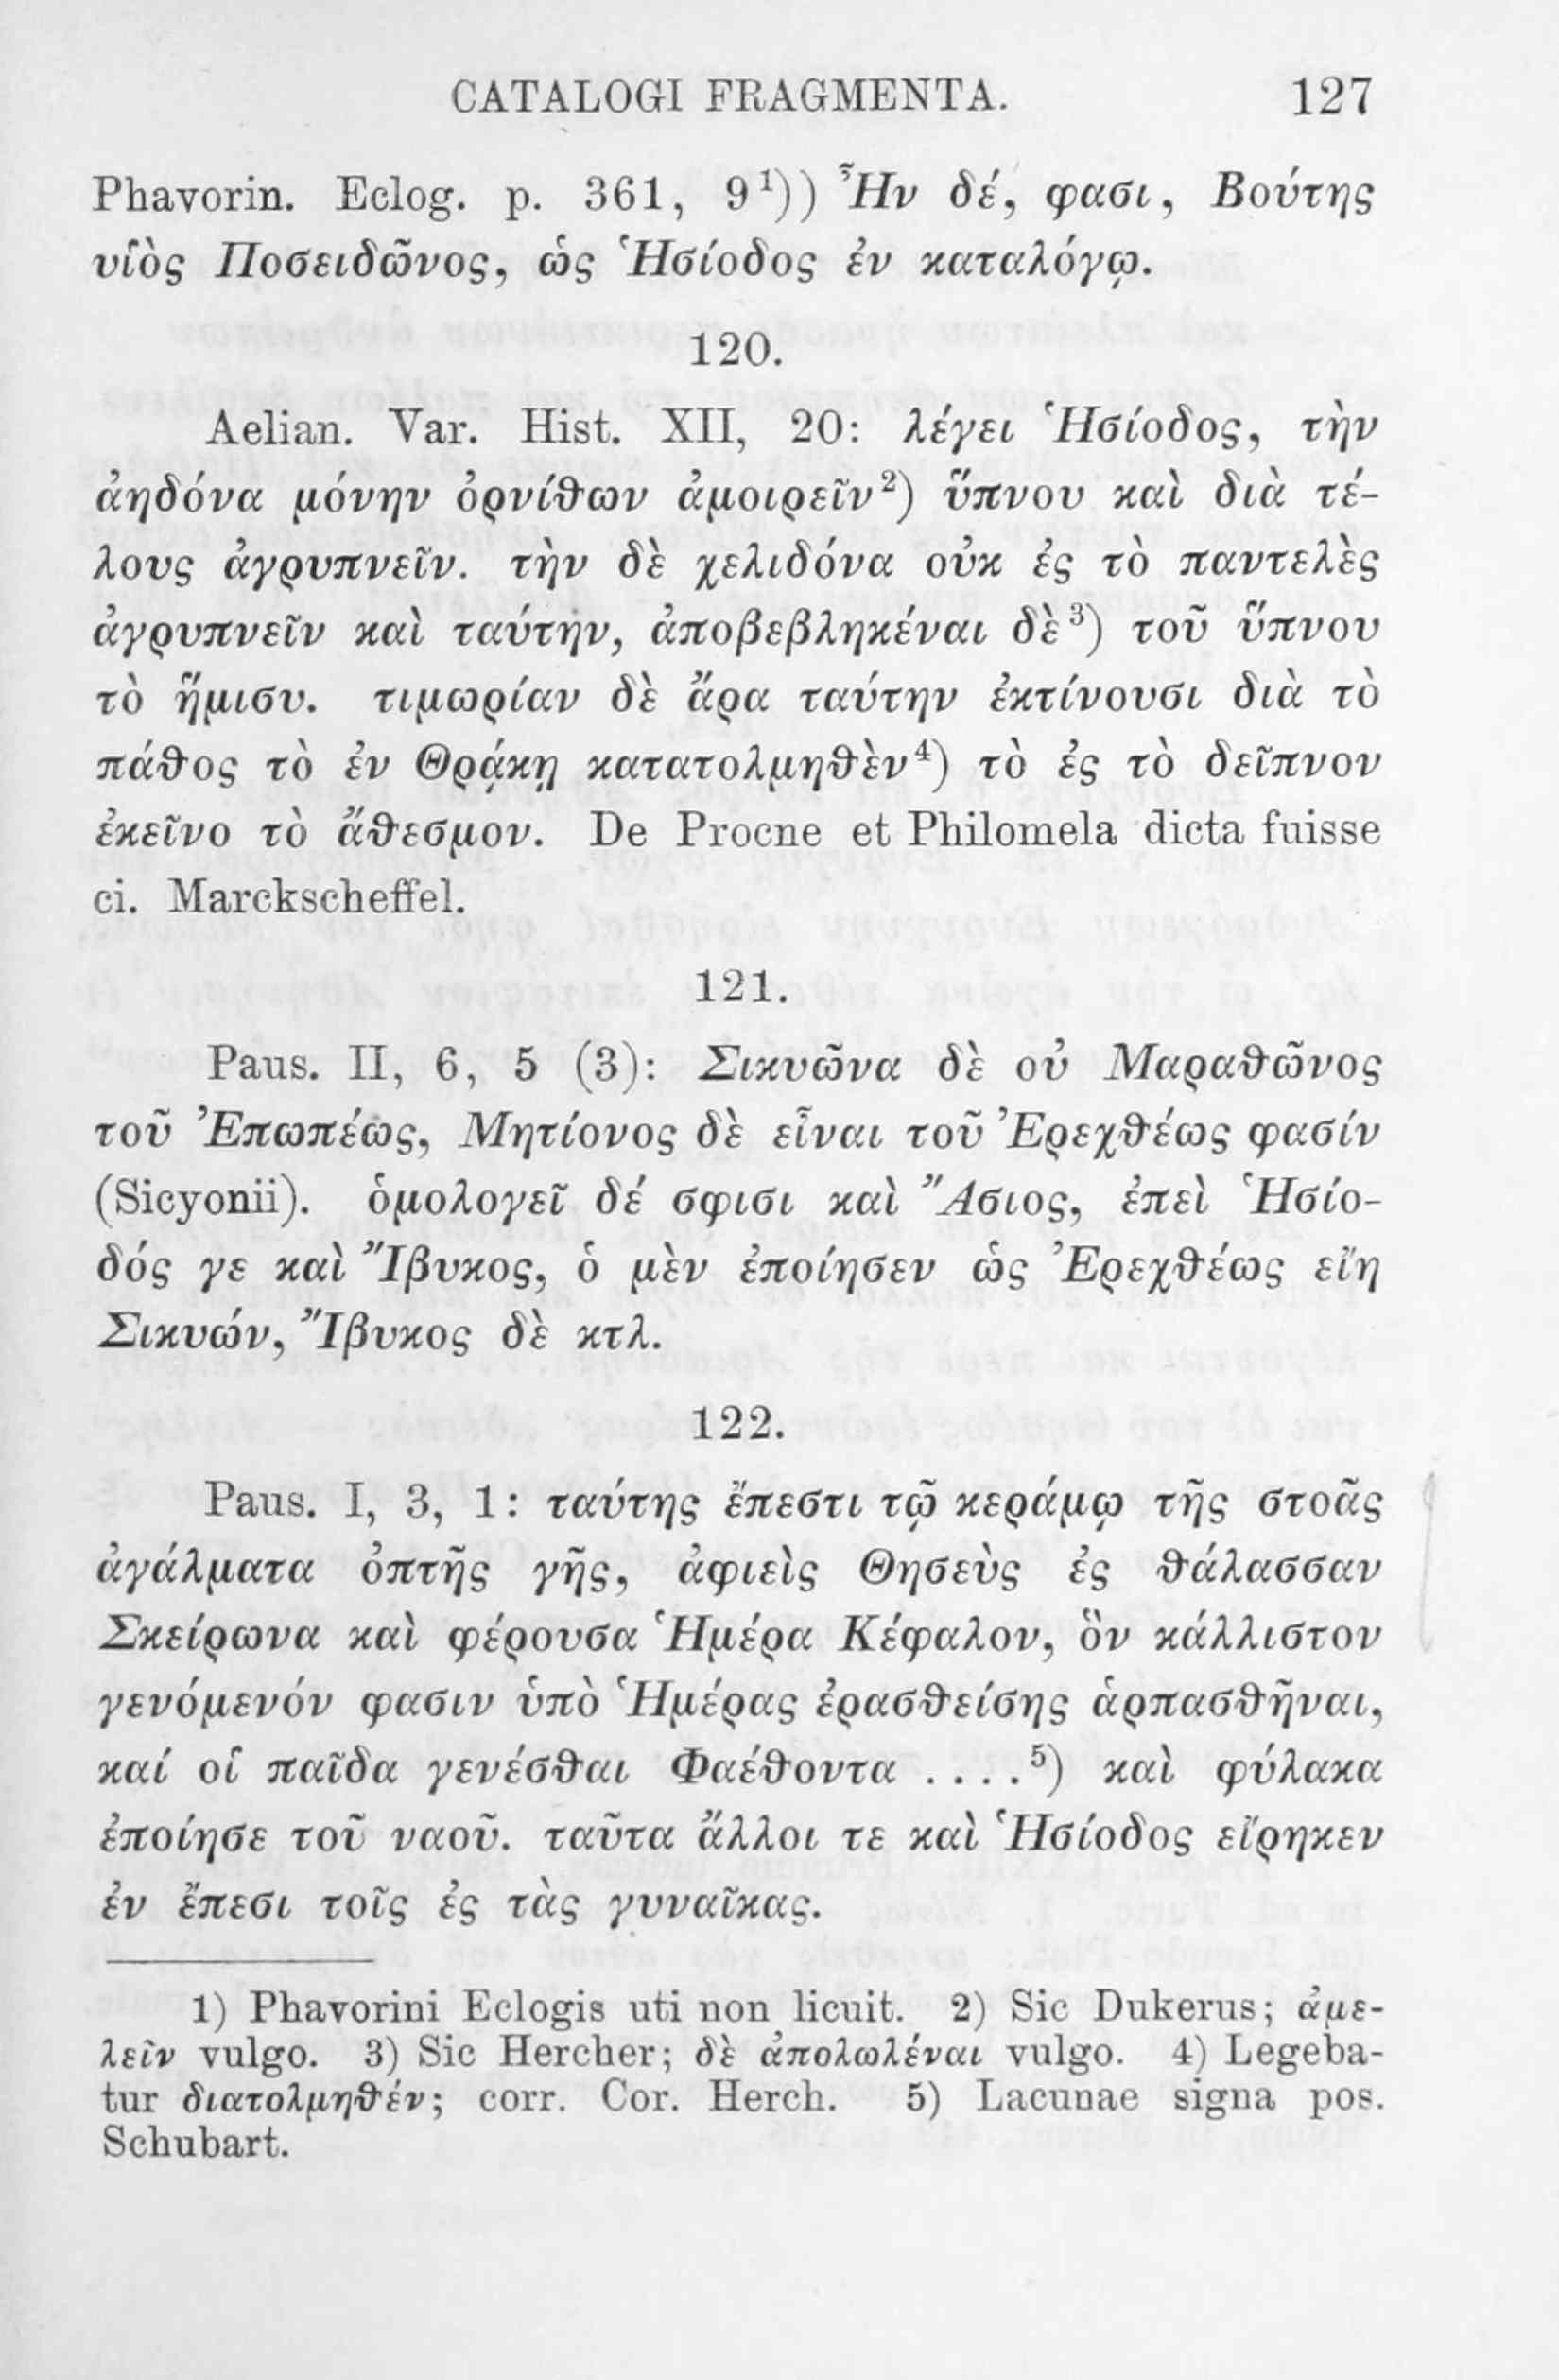 CATALOGI FRAGMENTA. 127
Phavorin. Eclog. p. 361, 9¹)) Ἦν δέ, φασι, Βούτης
υἱὸς Ποσειδῶνος, ὡς Ἡσίοδος ἐν καταλόγῳ.
120.
Aelian. Var. Hist. XII, 20: λέγει Ἡσίοδος, τὴν
ἀηδόνα μόνην ὀρνίϑων ἀμοιρεῖν²) ὕπνου καὶ διὰ τέ-
λους ἀγρυπνεῖν. τὴν δὲ χελιδόνα οὐκ ἐς τὸ παντελὲς
ἀγρυπνεῖν καὶ ταύτην, ἀποβεβληκέναι δὲ³) τοῦ ὕπνου
τὸ ἥμισυ. τιμωρίαν δὲ ἄρα ταύτην ἐκτίνουσι διὰ τὸ
πάϑος τὸ ἐν Θρᾴκῃ κατατολμηϑὲν⁴) τὸ ἐς τὸ δεῖπνον
ἐκεῖνο τὸ ἄϑεσμον. De Procne et Philomela dicta fuisse
ci. Marckscheffel.
121.
Paus. II, 6, 5 (3): Σικυῶνα δὲ οὐ Μαραϑῶνος
τοῦ Ἐπωπέως, Μητίονος δὲ εἶναι τοῦ Ἐρεχϑέως φασίν
(Sicyonii). ὁμολογεῖ δέ σφισι καὶ Ἄσιος, ἐπεὶ Ἡσίο-
δός γε καὶ Ἴβυκος, ὁ μὲν ἐποίησεν ὡς Ἐρεχϑέως εἴη
Σικυών, Ἴβυκος δὲ κτλ.
122.
Paus. I, 3, 1: ταύτης ἔπεστι τῷ κεράμῳ τῆς στοᾶς
ἀγάλματα ὀπτῆς γῆς, ἀφιεὶς Θησεὺς ἐς ϑάλασσαν
Σκείρωνα καὶ φέρουσα Ἡμέρα Κέφαλον, ὃν κάλλιστον
γενόμενόν φασιν ὑπὸ Ἡμέρας ἐρασϑείσης ἁρπασϑῆναι,
καί οἱ παῖδα γενέσϑαι Φαέϑοντα ....⁵) καὶ φύλακα
ἐποίησε τοῦ ναοῦ. ταῦτα ἄλλοι τε καὶ Ἡσίοδος εἴρηκεν
ἐν ἔπεσι τοῖς ἐς τὰς γυναῖκας.
1) Phavorini Eclogis uti non licuit. 2) Sic Dukerus; ἀμε-
λεῖν vulgo. 3) Sic Hercher; δὲ ἀπολωλέναι vulgo. 4) Legeba-
tur διατολμηϑέν; corr. Cor. Herch. 5) Lacunae signa pos.
Schubart.